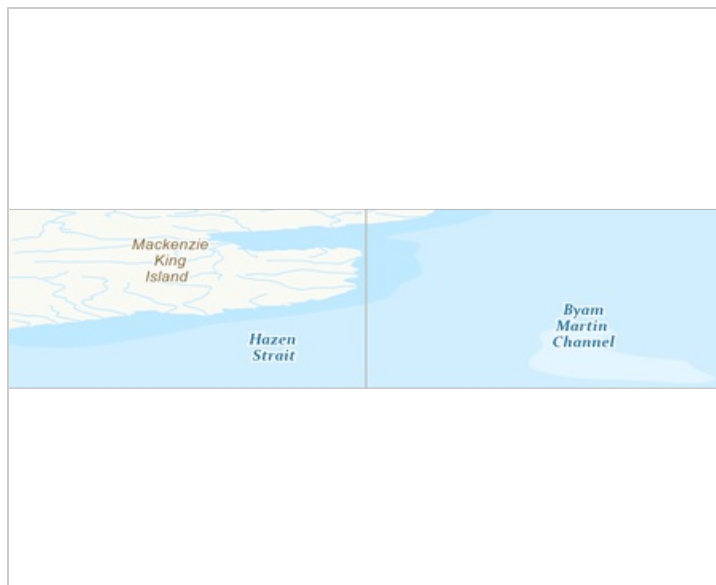 Mackenzie
King
Island
Hazen
Strait
Byam
Martin
Channel